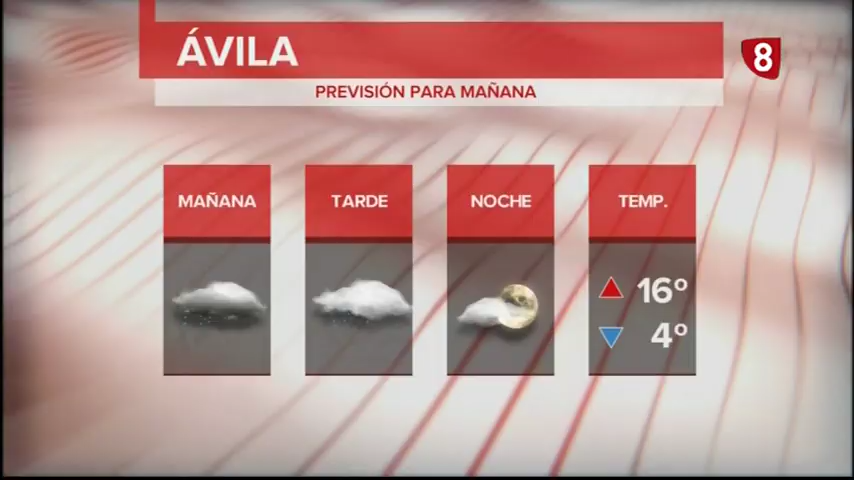 ÁVILA
8
PREVISIÓN PARA MAÑANA
MAÑANA
TARDE
NOCHE
TEMP.
16º
4º